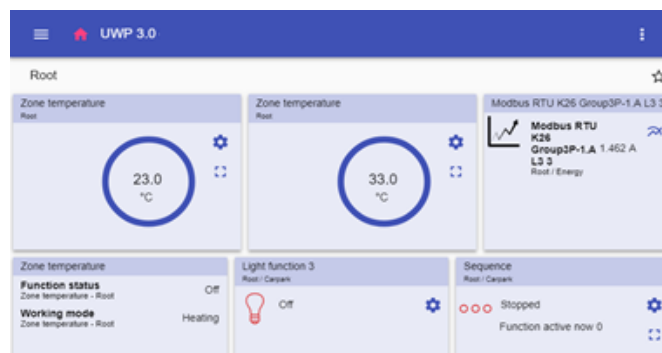 UWP 3.0
Root
Zone temperature
Root
23.0
°C
Zone temperature
Root
33.0
°C
Modbus RTU K26 Group3P-1.A L3 3
Modbus RTU
K26
Group3P-1.A 1.462 A
L3 3
Root / Energy
Zone temperature
Function status
Zone temperature - Root
Off
Working mode
Zone temperature - Root
Heating
Light function 3
Root / Carpark
Off
Sequence
Root / Carpark
Stopped
Function active now 0